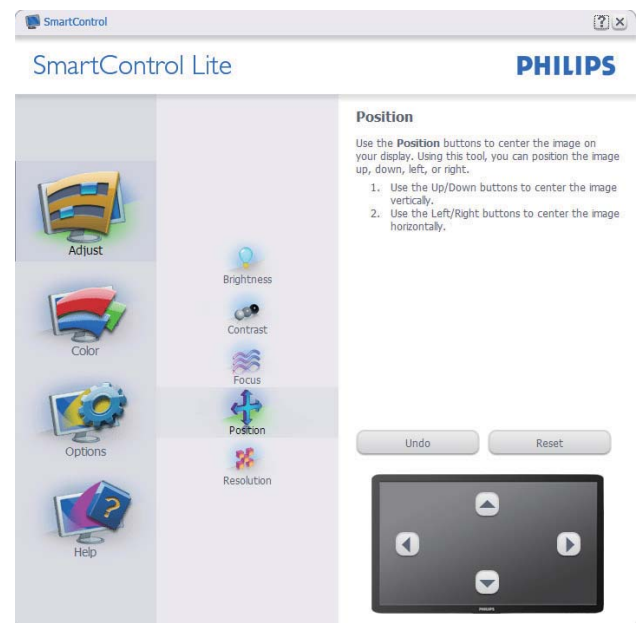 SmartControl
SmartControl Lite
PHILIPS
Adjust
Color
Options
Help
Brightness
Contrast
Focus
Position
Resolution
Position
Use the Position buttons to center the image on
your display. Using this tool, you can position the image
up, down, left, or right.
1. Use the Up/Down buttons to center the image
vertically.
2. Use the Left/Right buttons to center the image
horizontally.
Undo
Reset
PHILIPS